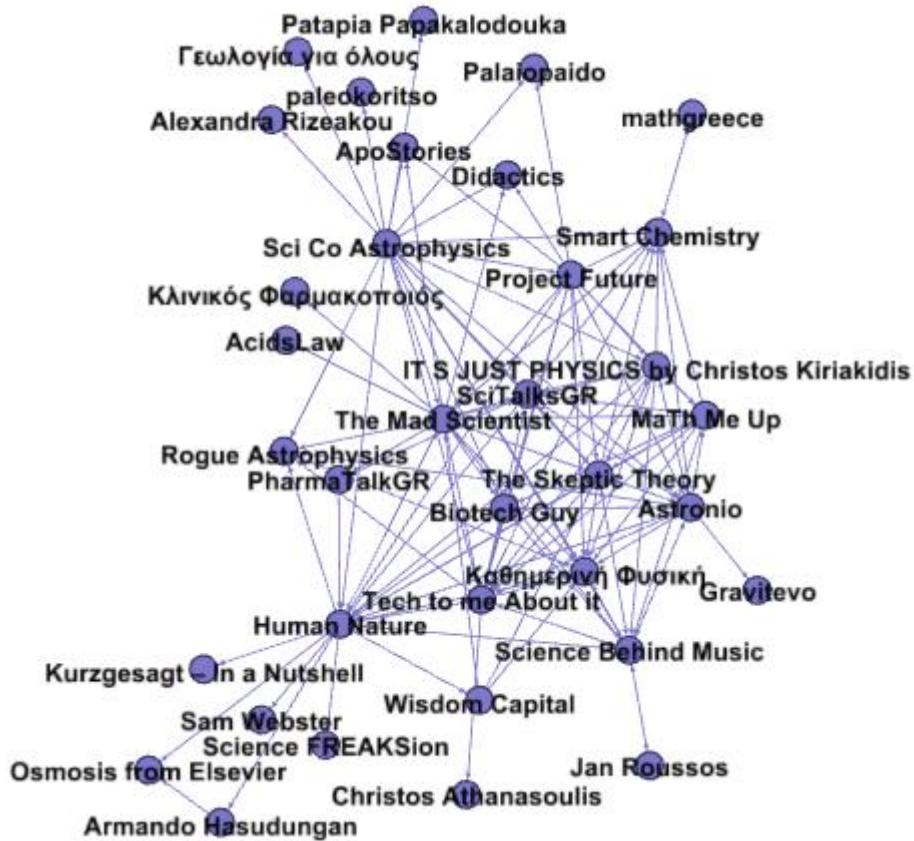 Patapia Papakalodouka
Γεωλογία για όλους
Palaiopaido
paleokoritso
mathgreece
Alexandra Rizeakou
ApoStories
Didactics
Smart Chemistry
Sci Co Astrophysics
Project Future
Κλινικός Φαρμακοποιός
AcidsLaw
IT S JUST PHYSICS by Christos Kiriakidis
SciTalksGR
The Mad Scientist
MaTh Me Up
Rogue Astrophysics
PharmaTalkGR
The Skeptic Theory
Biotech Guy
Astronio
Καθημερινή Φυσική
Gravitevo
Tech to me About it
Human Nature
Science Behind Music
Kurzgesagt – In a Nutshell
Wisdom Capital
Sam Webster
Science FREAKSion
Osmosis from Elsevier
Jan Roussos
Christos Athanasoulis
Armando Hasudungan